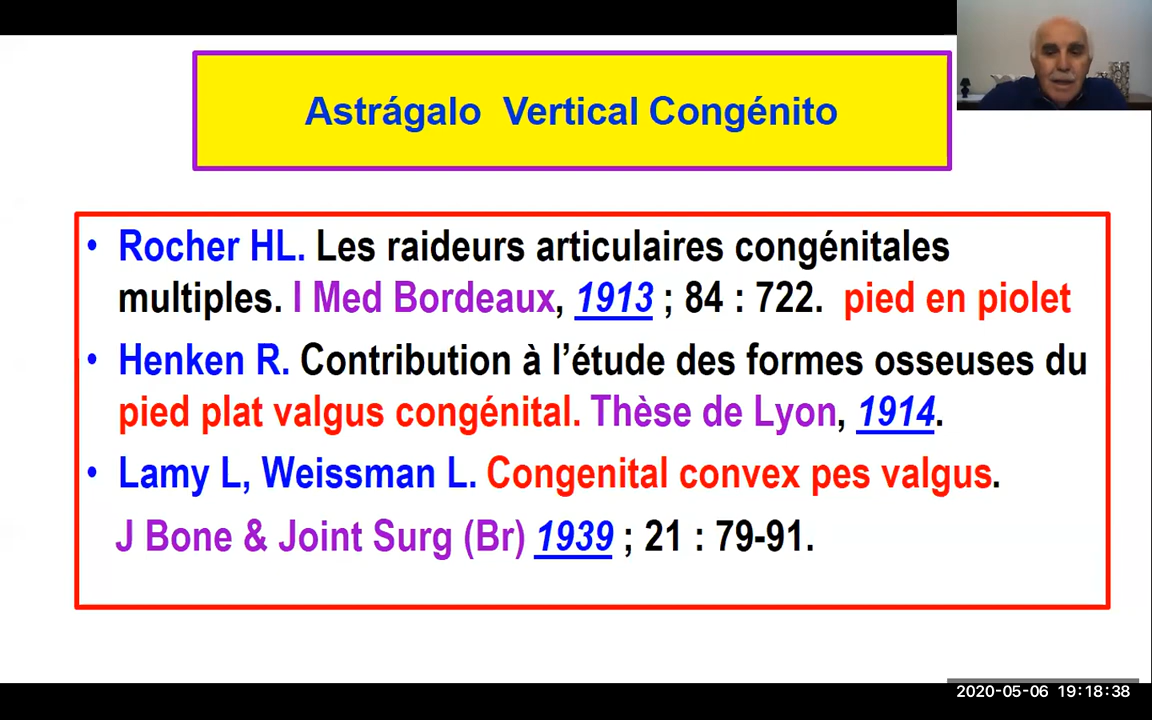 Astrágalo Vertical Congénito
• Rocher HL. Les raideurs articulaires congénitales
multiples. I Med Bordeaux, 1913 ; 84 : 722. pied en piolet
• Henken R. Contribution à l’étude des formes osseuses du
pied plat valgus congénital. Thèse de Lyon, 1914.
• Lamy L, Weissman L. Congenital convex pes valgus.
J Bone & Joint Surg (Br) 1939 ; 21 : 79-91.
2020-05-06 19:18:38